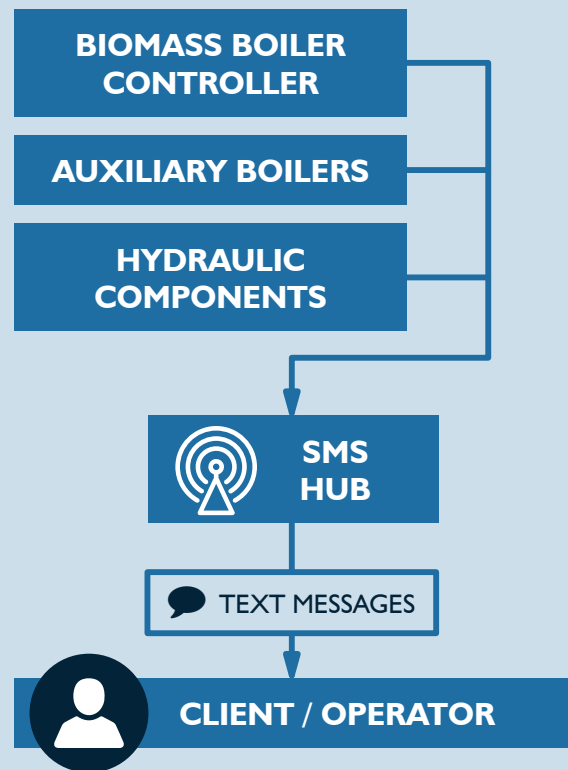 BIOMASS BOILER
CONTROLLER
AUXILIARY BOILERS
HYDRAULIC
COMPONENTS
SMS
HUB
TEXT MESSAGES
CLIENT / OPERATOR